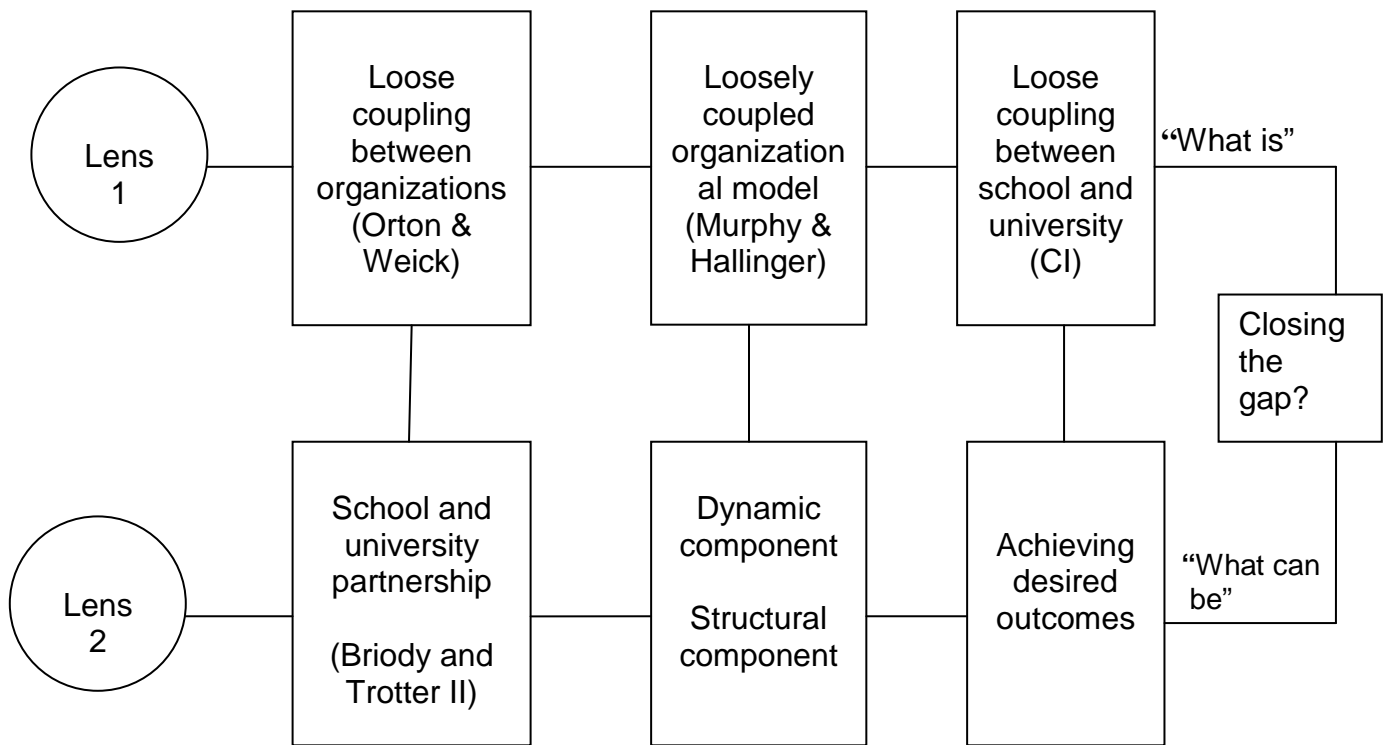 Lens
1
Loose
coupling
between
organizations
(Orton &
Weick)
Loosely
coupled
organization
al model
(Murphy &
Hallinger)
Loose
coupling
between
school and
university
(CI)
“What is”
Closing
the
gap?
Lens
2
School and
university
partnership
(Briody and
Trotter II)
Dynamic
component
Structural
component
Achieving
desired
outcomes
“What can
be”